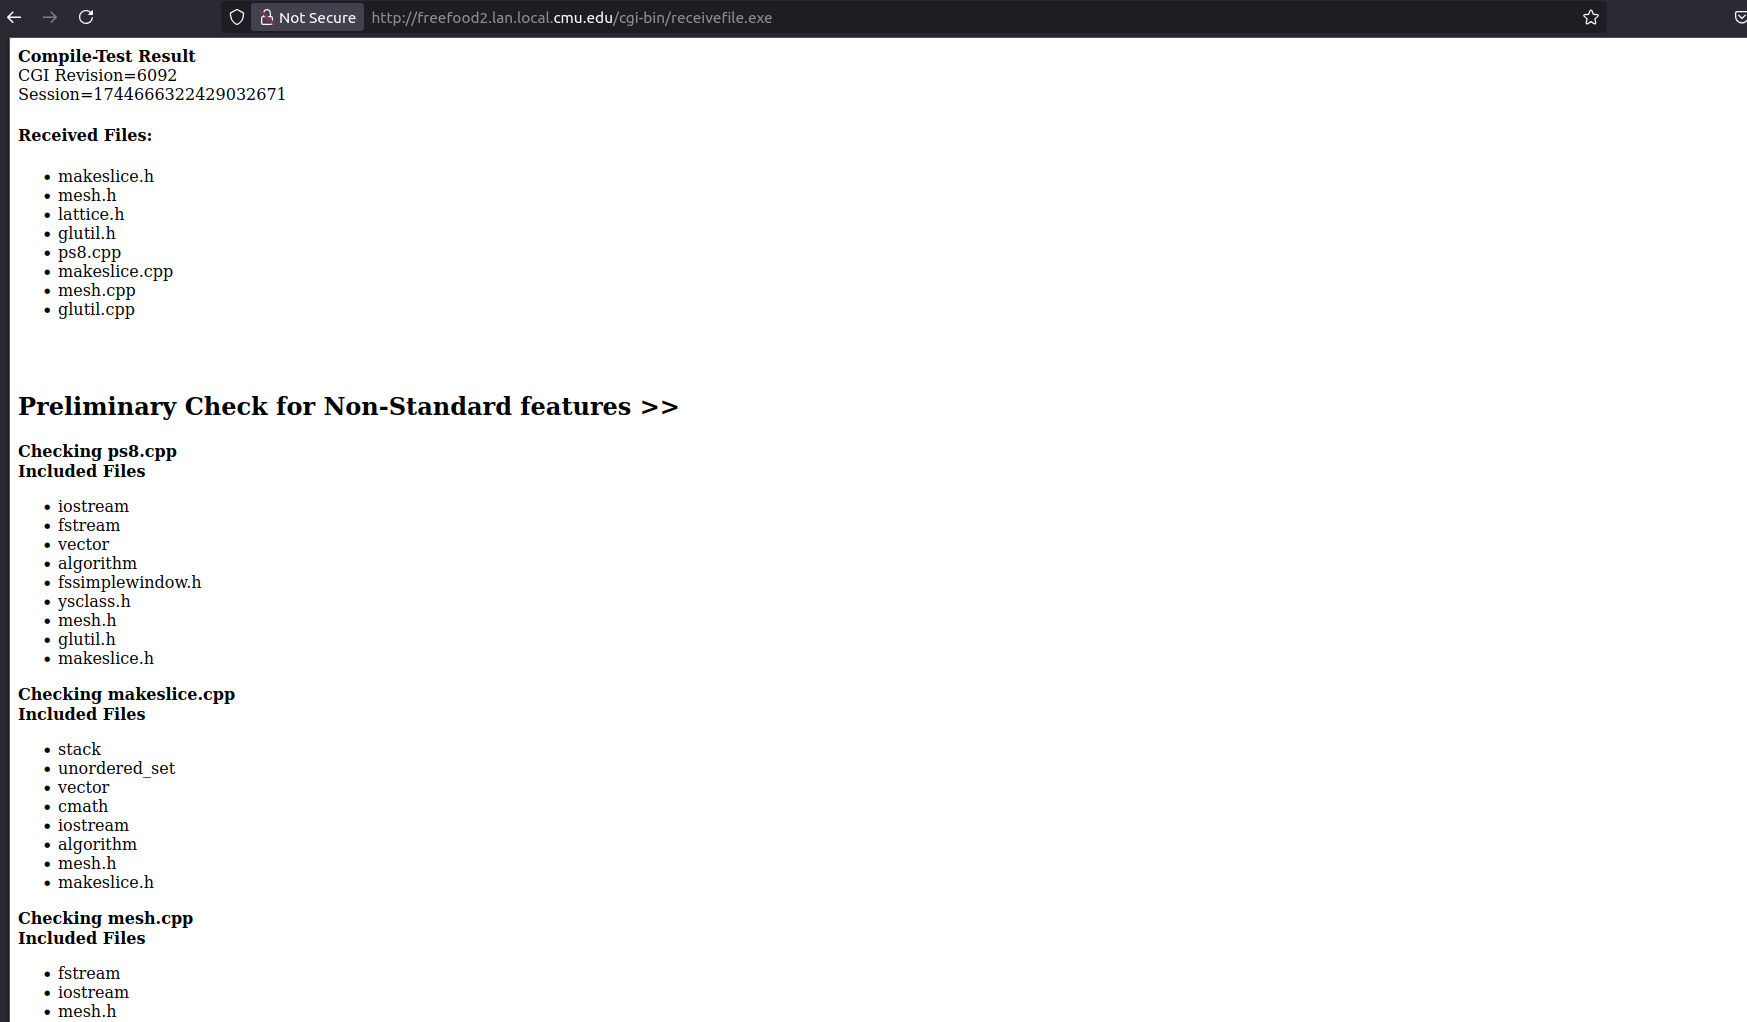 Not Secure http://freefood2.lan.local.cmu.edu/cgi-bin/receivefile.exe
Compile-Test Result
CGI Revision=6092
Session=1744666322429032671
Received Files:
makeslice.h
mesh.h
lattice.h
glutil.h
ps8.cpp
makeslice.cpp
mesh.cpp
glutil.cpp
Preliminary Check for Non-Standard features >>
Checking ps8.cpp
Included Files
iostream
fstream
vector
algorithm
fssimplewindow.h
ysclass.h
mesh.h
glutil.h
makeslice.h
Checking makeslice.cpp
Included Files
stack
unordered_set
vector
cmath
iostream
algorithm
mesh.h
makeslice.h
Checking mesh.cpp
Included Files
fstream
iostream
mesh.h